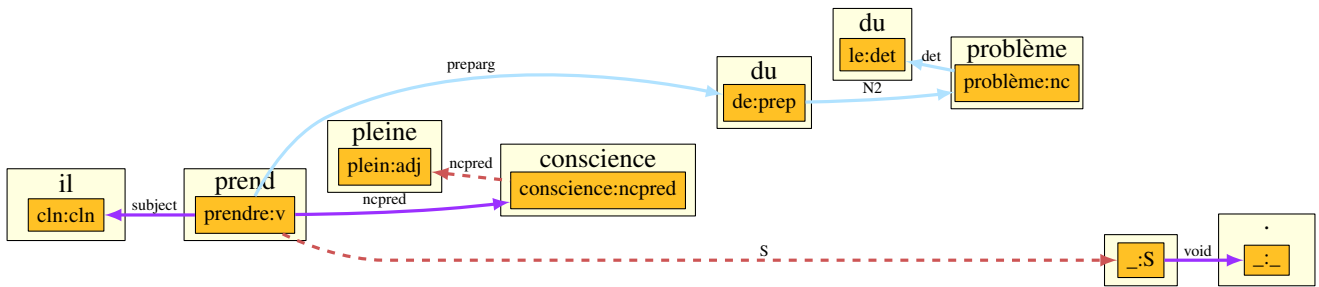 du
le:det
det
problème
problème:nc
preparg
du
de:prep
N2
pleine
plein:adj
ncpred
conscience
conscience:ncpred
il
cln:cln
subject
prend
prendre:v
ncpred
S
_:S
void
.
_:_